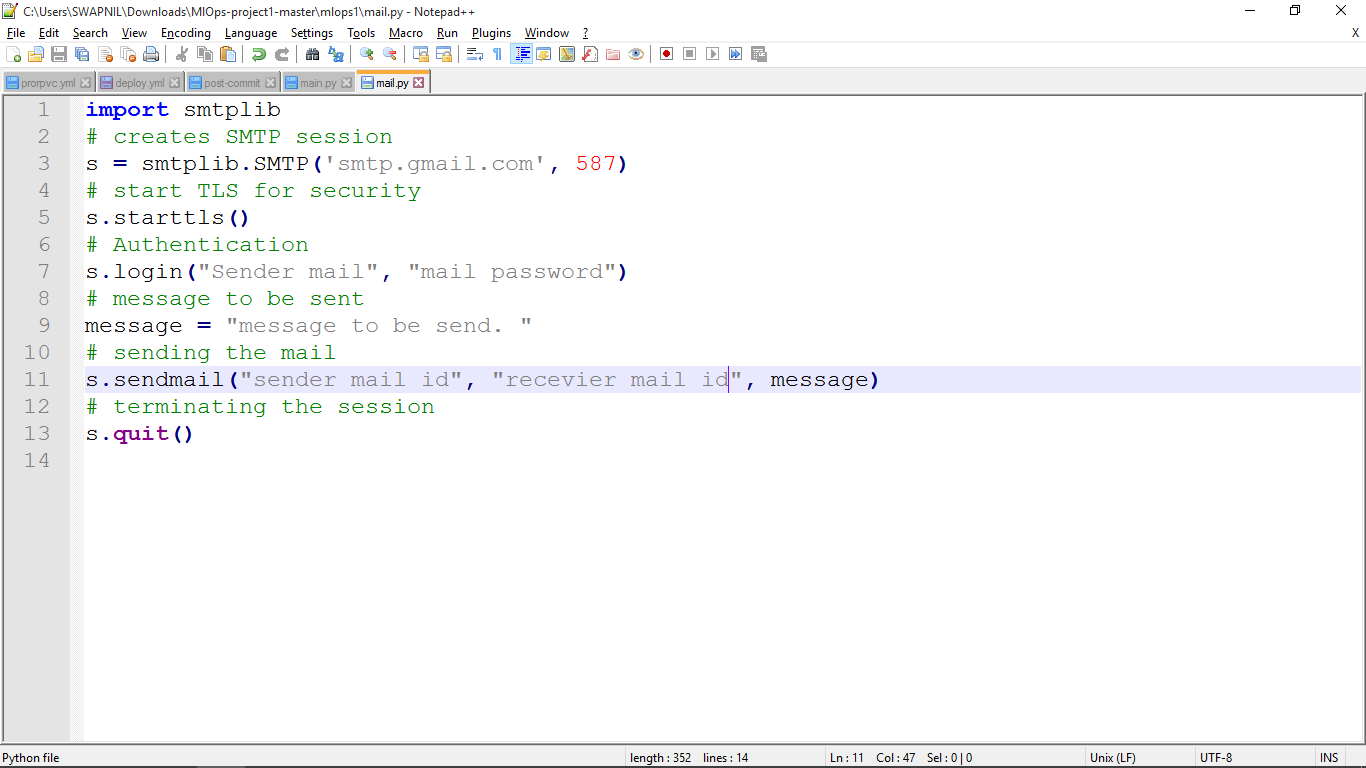 C:\Users\SWAPNIL\Downloads\MlOps-project1-master\mlops1\mail.py - Notepad++
File Edit Search View Encoding Language Settings Tools Macro Run Plugins Window ? X
prorpvc.yml deploy.yml post-commit main.py mail.py
1 import smtplib
2 # creates SMTP session
3 s = smtplib.SMTP('smtp.gmail.com', 587)
4 # start TLS for security
5 s.starttls()
6 # Authentication
7 s.login("Sender mail", "mail password")
8 # message to be sent
9 message = "message to be send. "
10 # sending the mail
11 s.sendmail("sender mail id", "recevier mail id", message)
12 # terminating the session
13 s.quit()
14
Python file length : 352 lines : 14 Ln : 11 Col : 47 Sel : 0 | 0 Unix (LF) UTF-8 INS